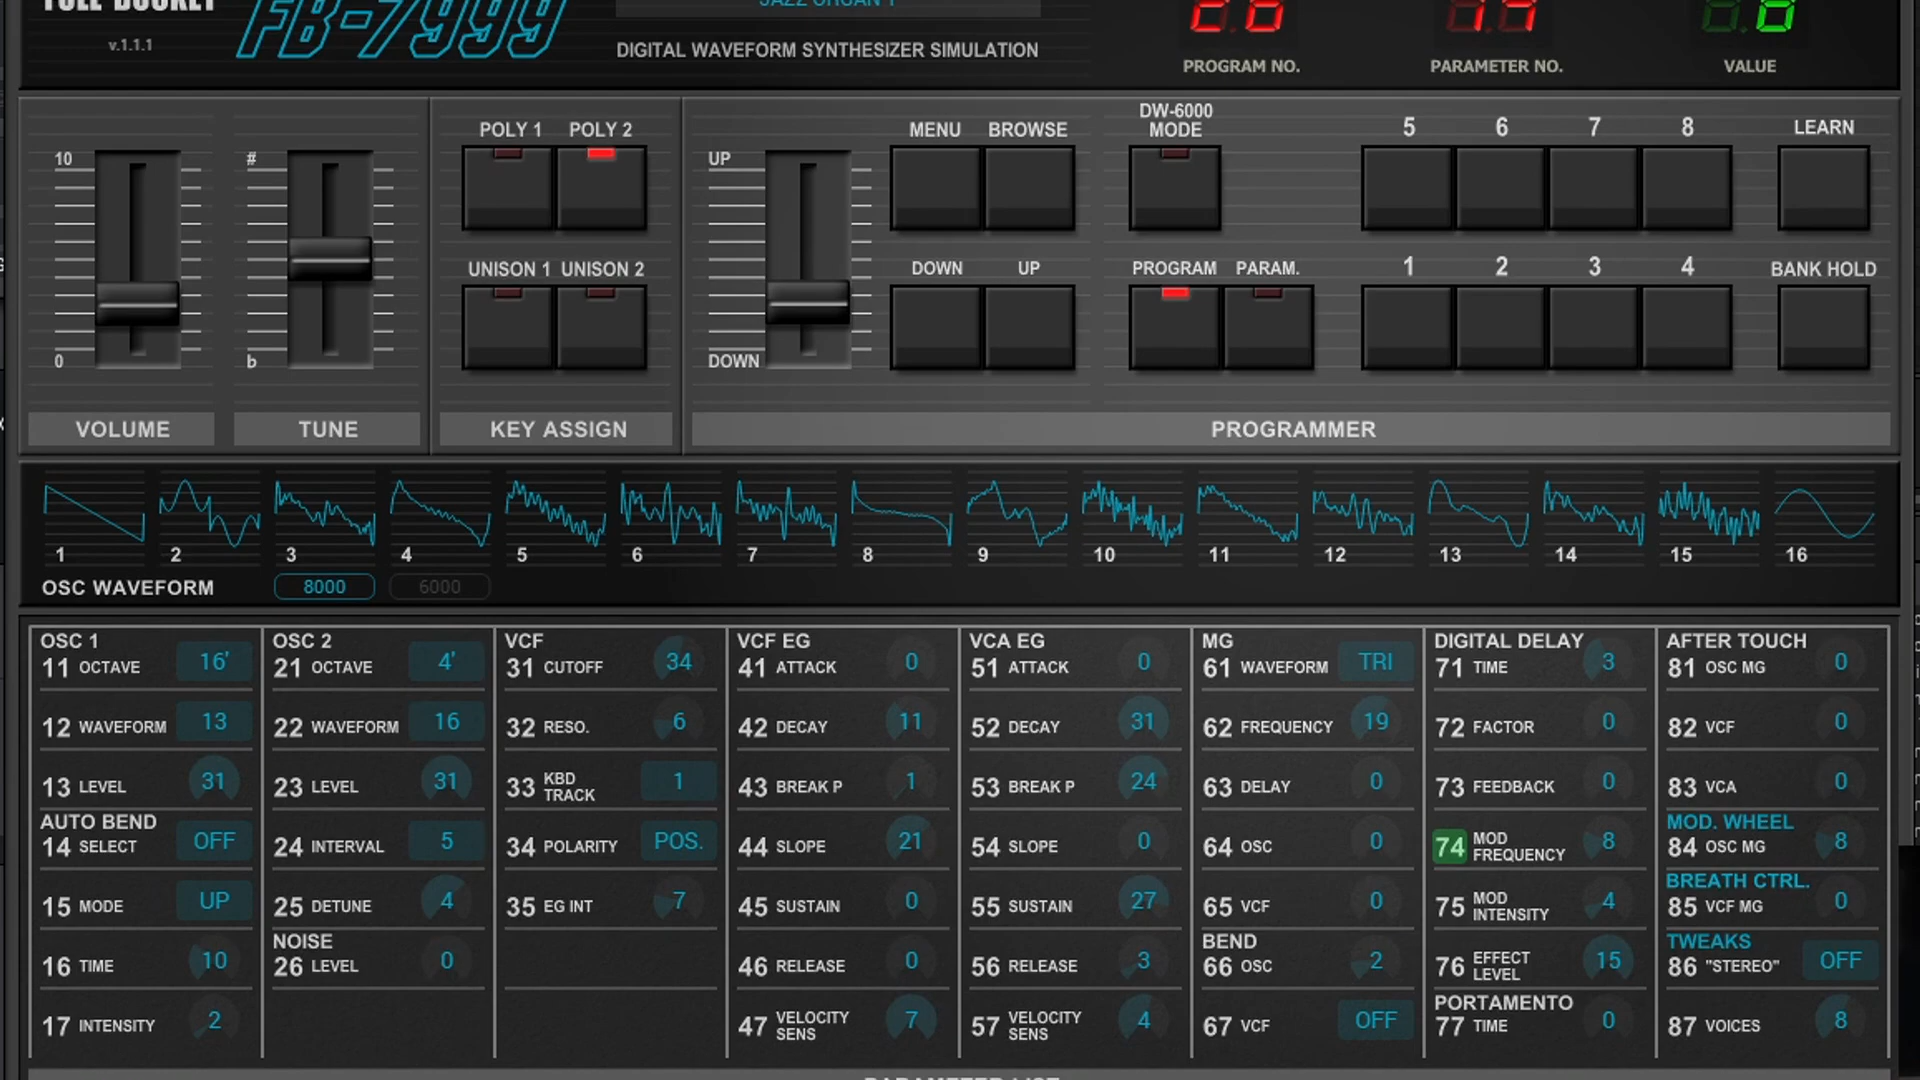 FULL BUCKET
FB-7999
JAZZ ORGAN 1
v.1.1.1
DIGITAL WAVEFORM SYNTHESIZER SIMULATION
PROGRAM NO.
PARAMETER NO.
17
VALUE
10
0
VOLUME
#
b
TUNE
POLY 1 POLY 2
UNISON 1 UNISON 2
KEY ASSIGN
UP
DOWN
MENU BROWSE
DOWN UP
DW-6000
MODE
PROGRAM PARAM.
5 6 7 8
1 2 3 4
LEARN
BANK HOLD
PROGRAMMER
1 2 3 4 5 6 7 8 9 10 11 12 13 14 15 16
OSC WAVEFORM 8000 6000
OSC 1
11 OCTAVE 16'
12 WAVEFORM 13
13 LEVEL 31
AUTO BEND
14 SELECT OFF
15 MODE UP
16 TIME 10
17 INTENSITY 2
OSC 2
21 OCTAVE 4'
22 WAVEFORM 16
23 LEVEL 31
24 INTERVAL 5
25 DETUNE 4
NOISE
26 LEVEL 0
VCF
31 CUTOFF 34
32 RESO. 6
33 KBD
TRACK 1
34 POLARITY POS.
35 EG INT 7
VCF EG
41 ATTACK 0
42 DECAY 11
43 BREAK P 1
44 SLOPE 21
45 SUSTAIN 0
46 RELEASE 0
47 VELOCITY
SENS 7
VCA EG
51 ATTACK 0
52 DECAY 31
53 BREAK P 24
54 SLOPE 0
55 SUSTAIN 27
56 RELEASE 3
57 VELOCITY
SENS 4
MG
61 WAVEFORM TRI
62 FREQUENCY 19
63 DELAY 0
64 OSC 0
65 VCF 0
BEND
66 OSC 2
67 VCF OFF
DIGITAL DELAY
71 TIME 3
72 FACTOR 0
73 FEEDBACK 0
74 MOD
FREQUENCY 8
75 MOD
INTENSITY 4
76 EFFECT
LEVEL 15
PORTAMENTO
77 TIME 0
AFTER TOUCH
81 OSC MG 0
82 VCF 0
83 VCA 0
MOD. WHEEL
84 OSC MG 8
BREATH CTRL.
85 VCF MG 0
TWEAKS
86 "STEREO" OFF
87 VOICES 8
PARAMETER LIST